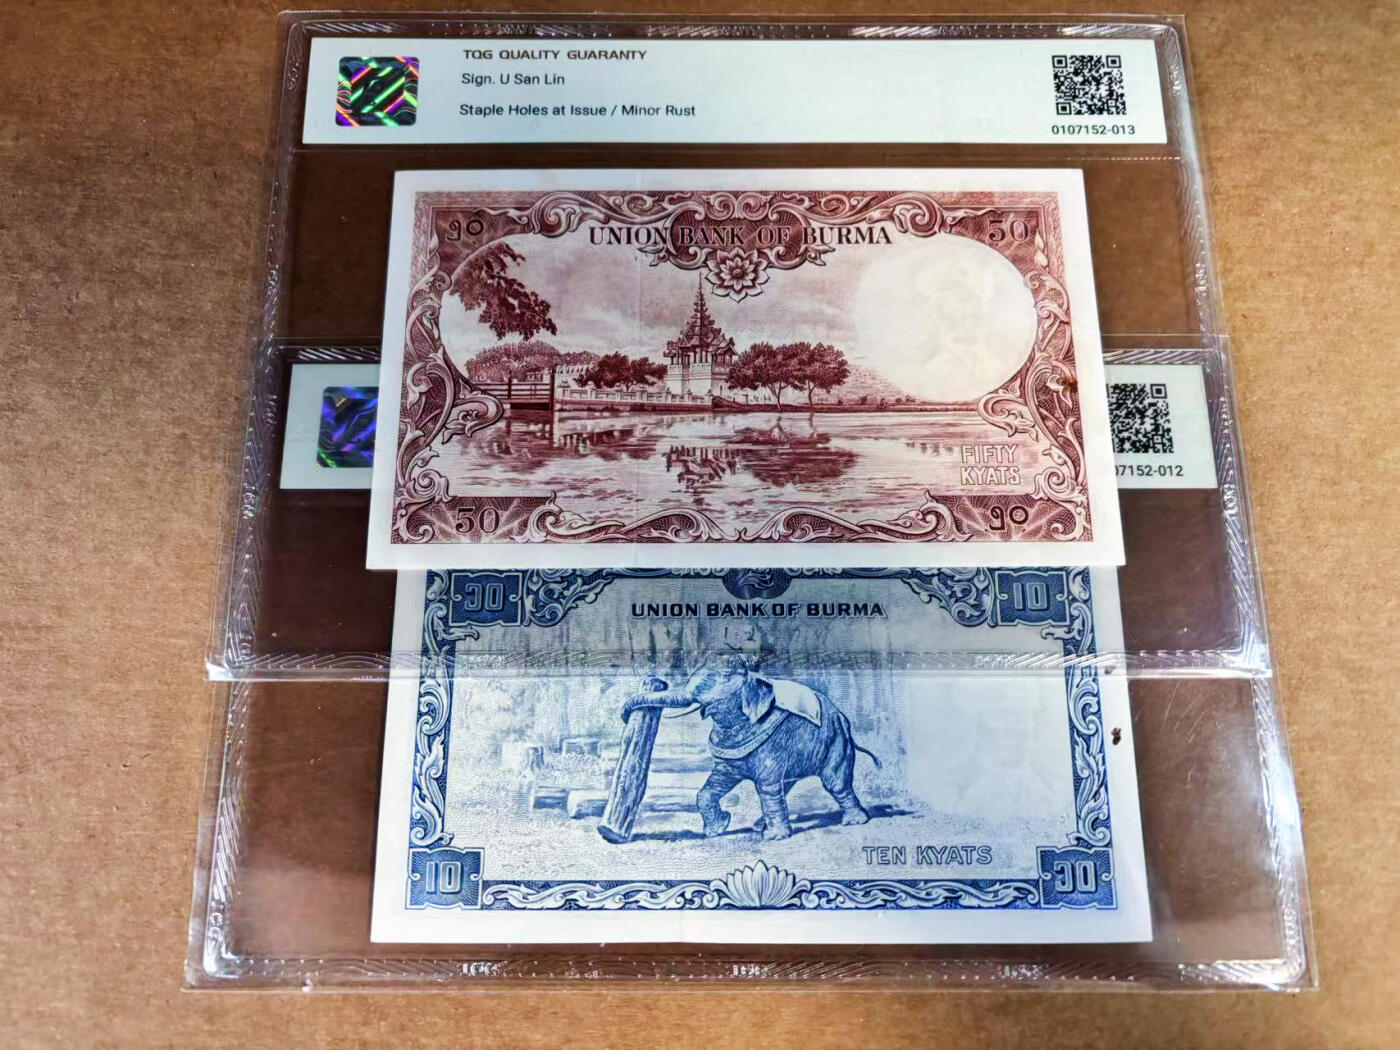 TQG QUALITY GUARANTY
Sign. U San Lin
Staple Holes at Issue / Minor Rust
0107152-013
၅၀
UNION BANK OF BURMA
50
FIFTY
KYATS
50
၅၀
07152-012
၁၀
UNION BANK OF BURMA
10
TEN KYATS
10
၁၀